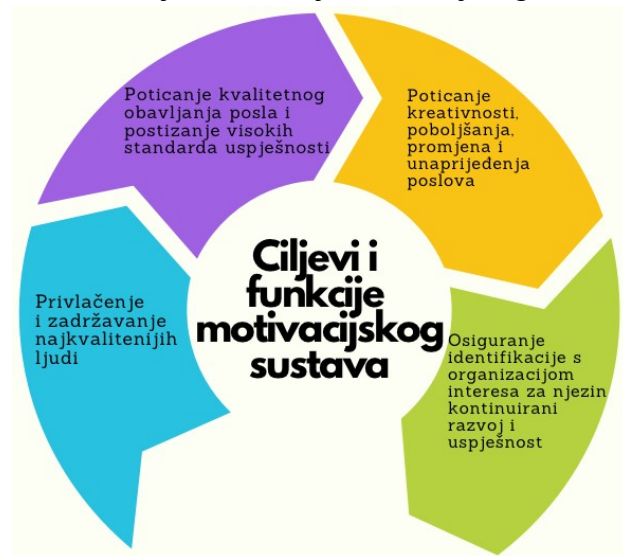 Poticanje kvalitetnog
obavljanja posla i
postizanje visokih
standarda uspješnosti
Poticanje
kreativnosti,
poboljšanja,
promjena i
unaprijeđenja
poslova
Ciljevi i
funkcije
motivacijskog
sustava
Privlačenje
i zadržavanje
najkvalitenijih
ljudi
Osiguranje
identifikacije s
organizacijom
interesa za njezin
kontinuirani
razvoj i
uspješnost